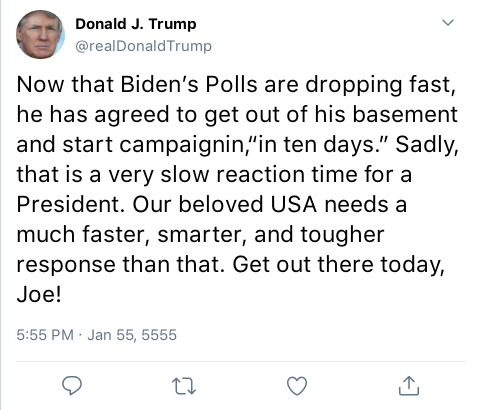 Donald J. Trump
@realDonaldTrump
Now that Biden's Polls are dropping fast,
he has agreed to get out of his basement
and start campaignin,“in ten days.” Sadly,
that is a very slow reaction time for a
President. Our beloved USA needs a
much faster, smarter, and tougher
response than that. Get out there today,
Joe!
5:55 PM · Jan 55, 5555